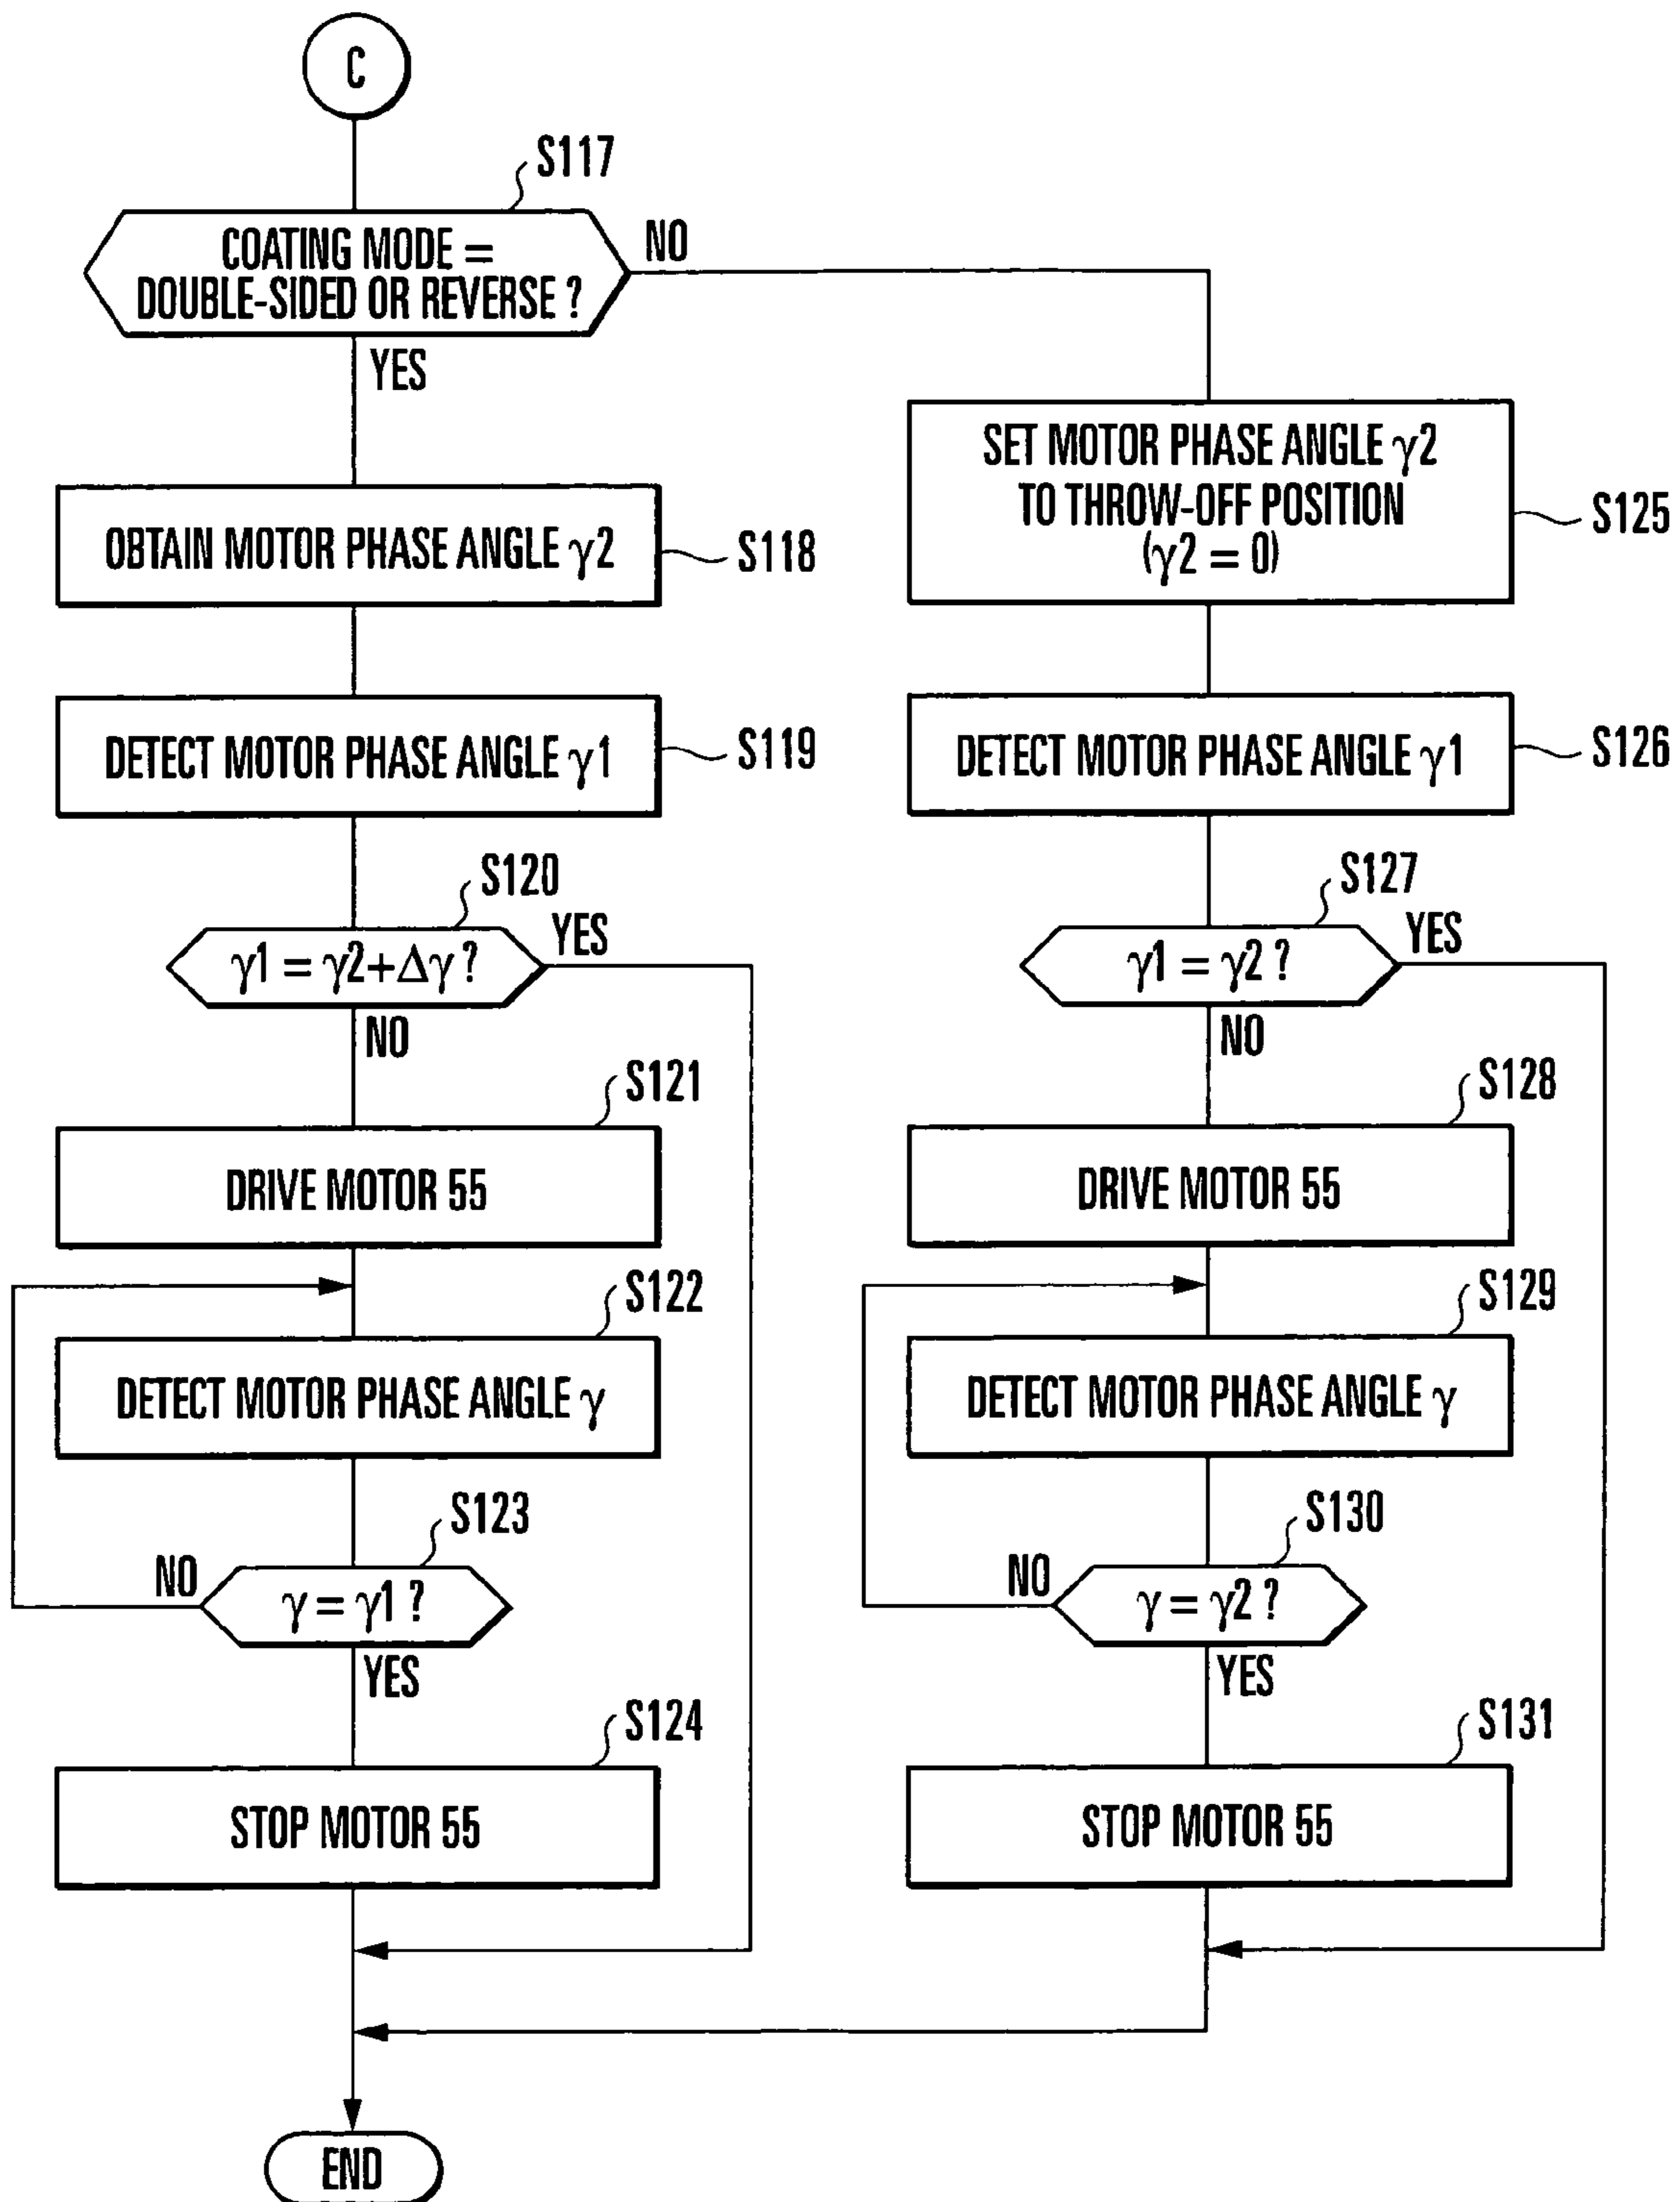 C
S117
COATING MODE =
DOUBLE-SIDED OR REVERSE ?
NO
YES
OBTAIN MOTOR PHASE ANGLE γ2
S118
DETECT MOTOR PHASE ANGLE γ1
S119
S120
γ1 = γ2+Δγ ?
YES
NO
S121
DRIVE MOTOR 55
S122
DETECT MOTOR PHASE ANGLE γ
S123
NO
γ = γ1 ?
YES
S124
STOP MOTOR 55
SET MOTOR PHASE ANGLE γ2
TO THROW-OFF POSITION
(γ2 = 0)
S125
DETECT MOTOR PHASE ANGLE γ1
S126
S127
γ1 = γ2 ?
YES
NO
S128
DRIVE MOTOR 55
S129
DETECT MOTOR PHASE ANGLE γ
S130
NO
γ = γ2 ?
YES
S131
STOP MOTOR 55
END